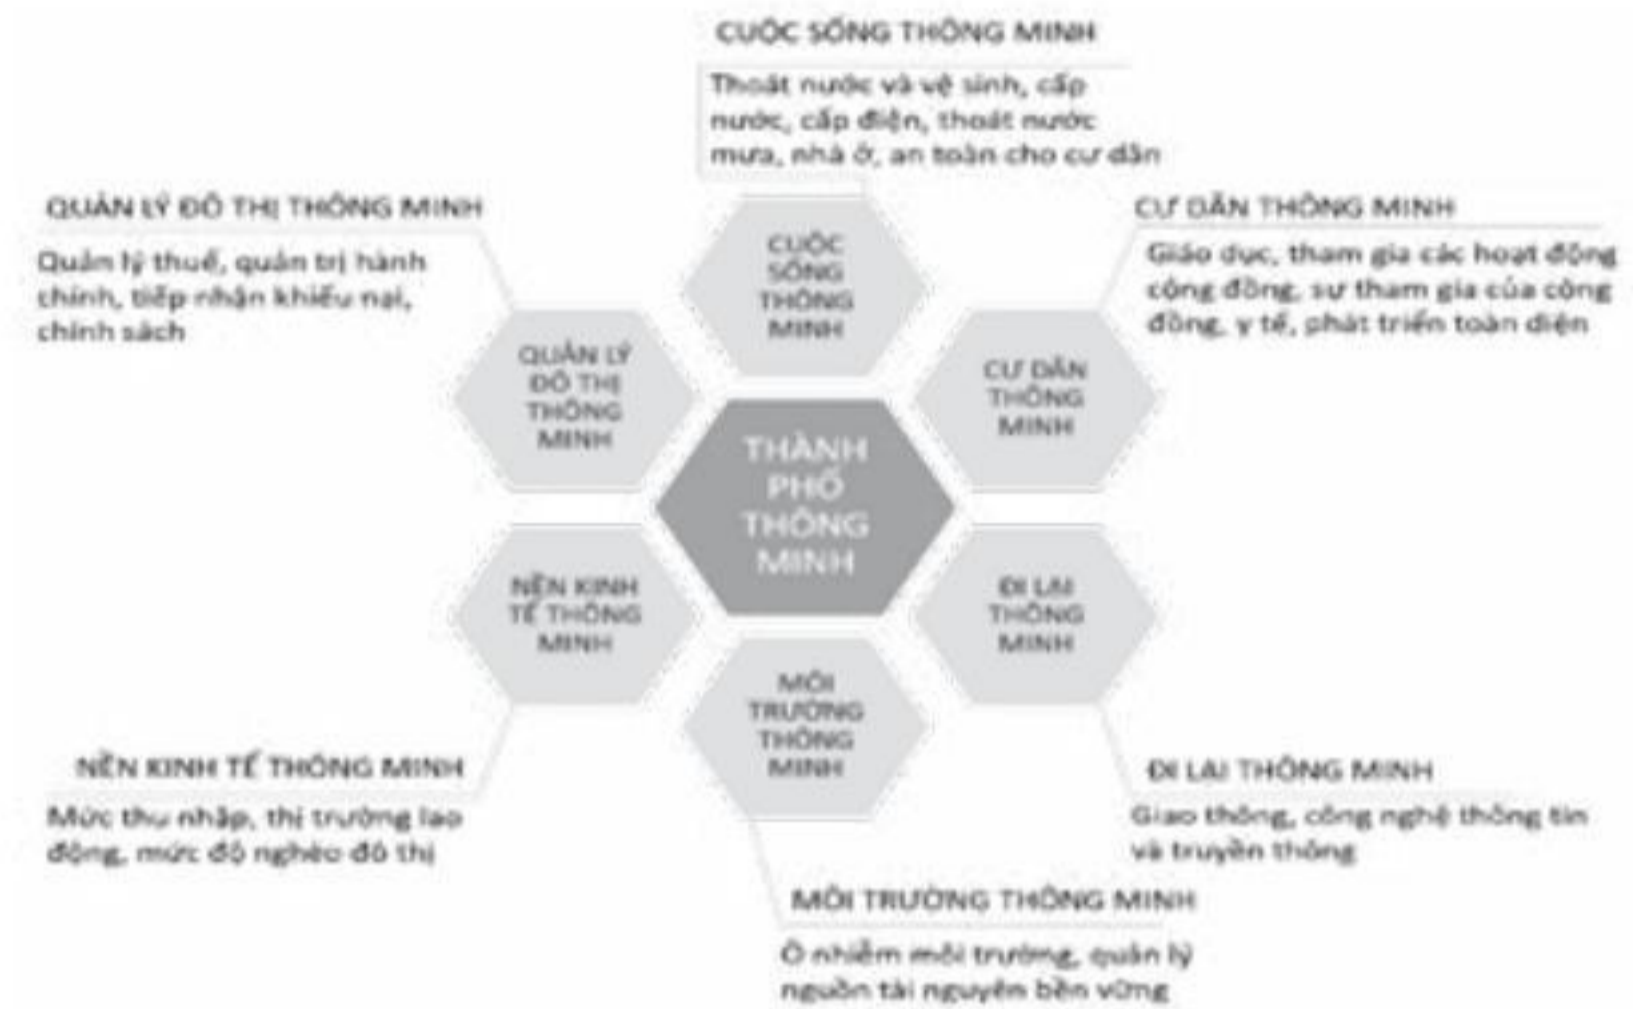 CUỘC SỐNG THÔNG MINH
Thoát nước và vệ sinh, cấp
nước, cấp điện, thoát nước
mưa, nhà ở, an toàn cho cư dân
QUẢN LÝ ĐÔ THỊ THÔNG MINH
Quản lý thuế, quản trị hành
chính, tiếp nhận khiếu nại,
chính sách
CƯ DÂN THÔNG MINH
Giáo dục, tham gia các hoạt động
cộng đồng, sự tham gia của cộng
đồng, y tế, phát triển toàn diện
CUỘC
SỐNG
THÔNG
MINH
QUẢN LÝ
ĐÔ THỊ
THÔNG
MINH
CƯ DÂN
THÔNG
MINH
THÀNH
PHỐ
THÔNG
MINH
NỀN KINH
TẾ THÔNG
MINH
ĐI LẠI
THÔNG
MINH
MÔI
TRƯỜNG
THÔNG
MINH
NỀN KINH TẾ THÔNG MINH
Mức thu nhập, thị trường lao
động, mức độ nghèo đô thị
ĐI LẠI THÔNG MINH
Giao thông, công nghệ thông tin
và truyền thông
MÔI TRƯỜNG THÔNG MINH
Ô nhiễm môi trường, quản lý
nguồn tài nguyên bền vững